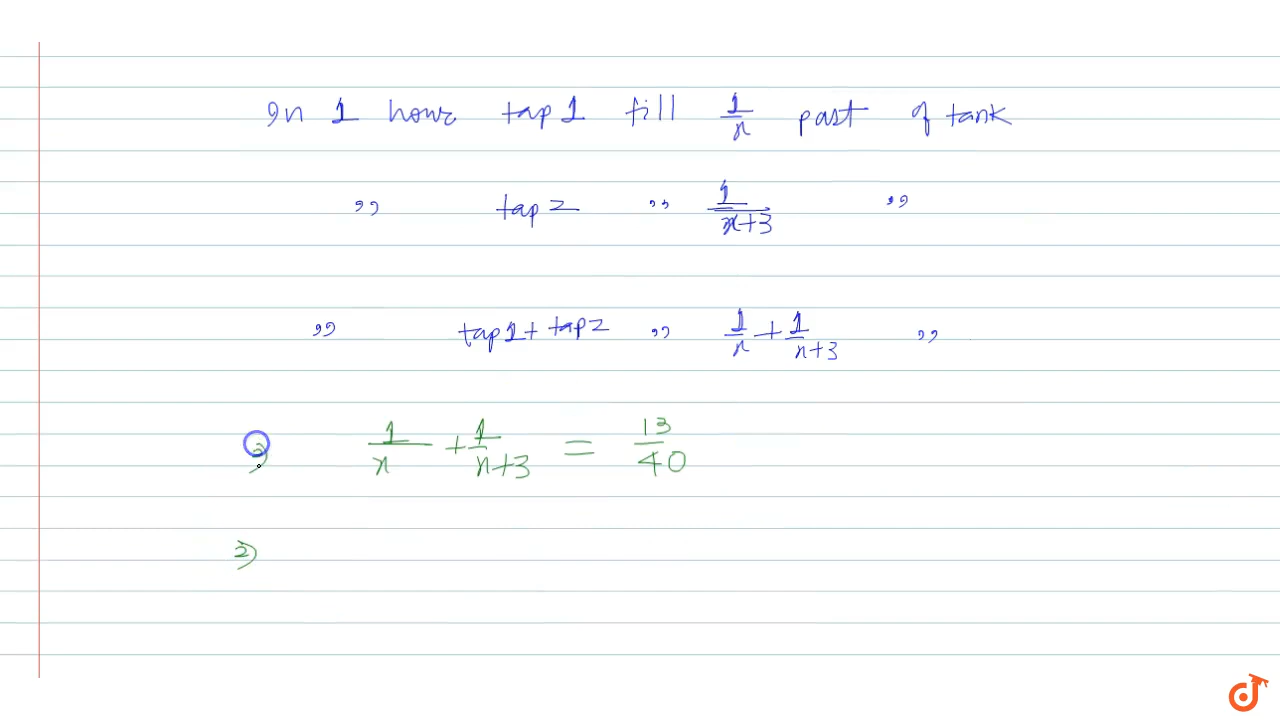 In 1 hour tap 1 fill 1/x part of tank
,, tap 2 ,, 1/x+3 ,,
,, tap 1 + tap 2 ,, 1/x + 1/x+3 ,,
⇒ 1/x + 1/x+3 = 13/40
⇒